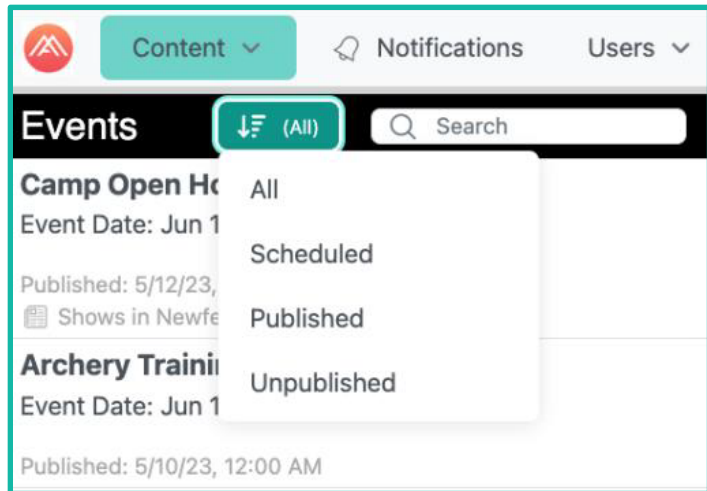 Content Notifications Users
Events (All) Search
Camp Open Ho
All
Event Date: Jun 1
Scheduled
Published: 5/12/23,
Shows in Newfe
Published
Archery Traini
Unpublished
Event Date: Jun 1
Published: 5/10/23, 12:00 AM